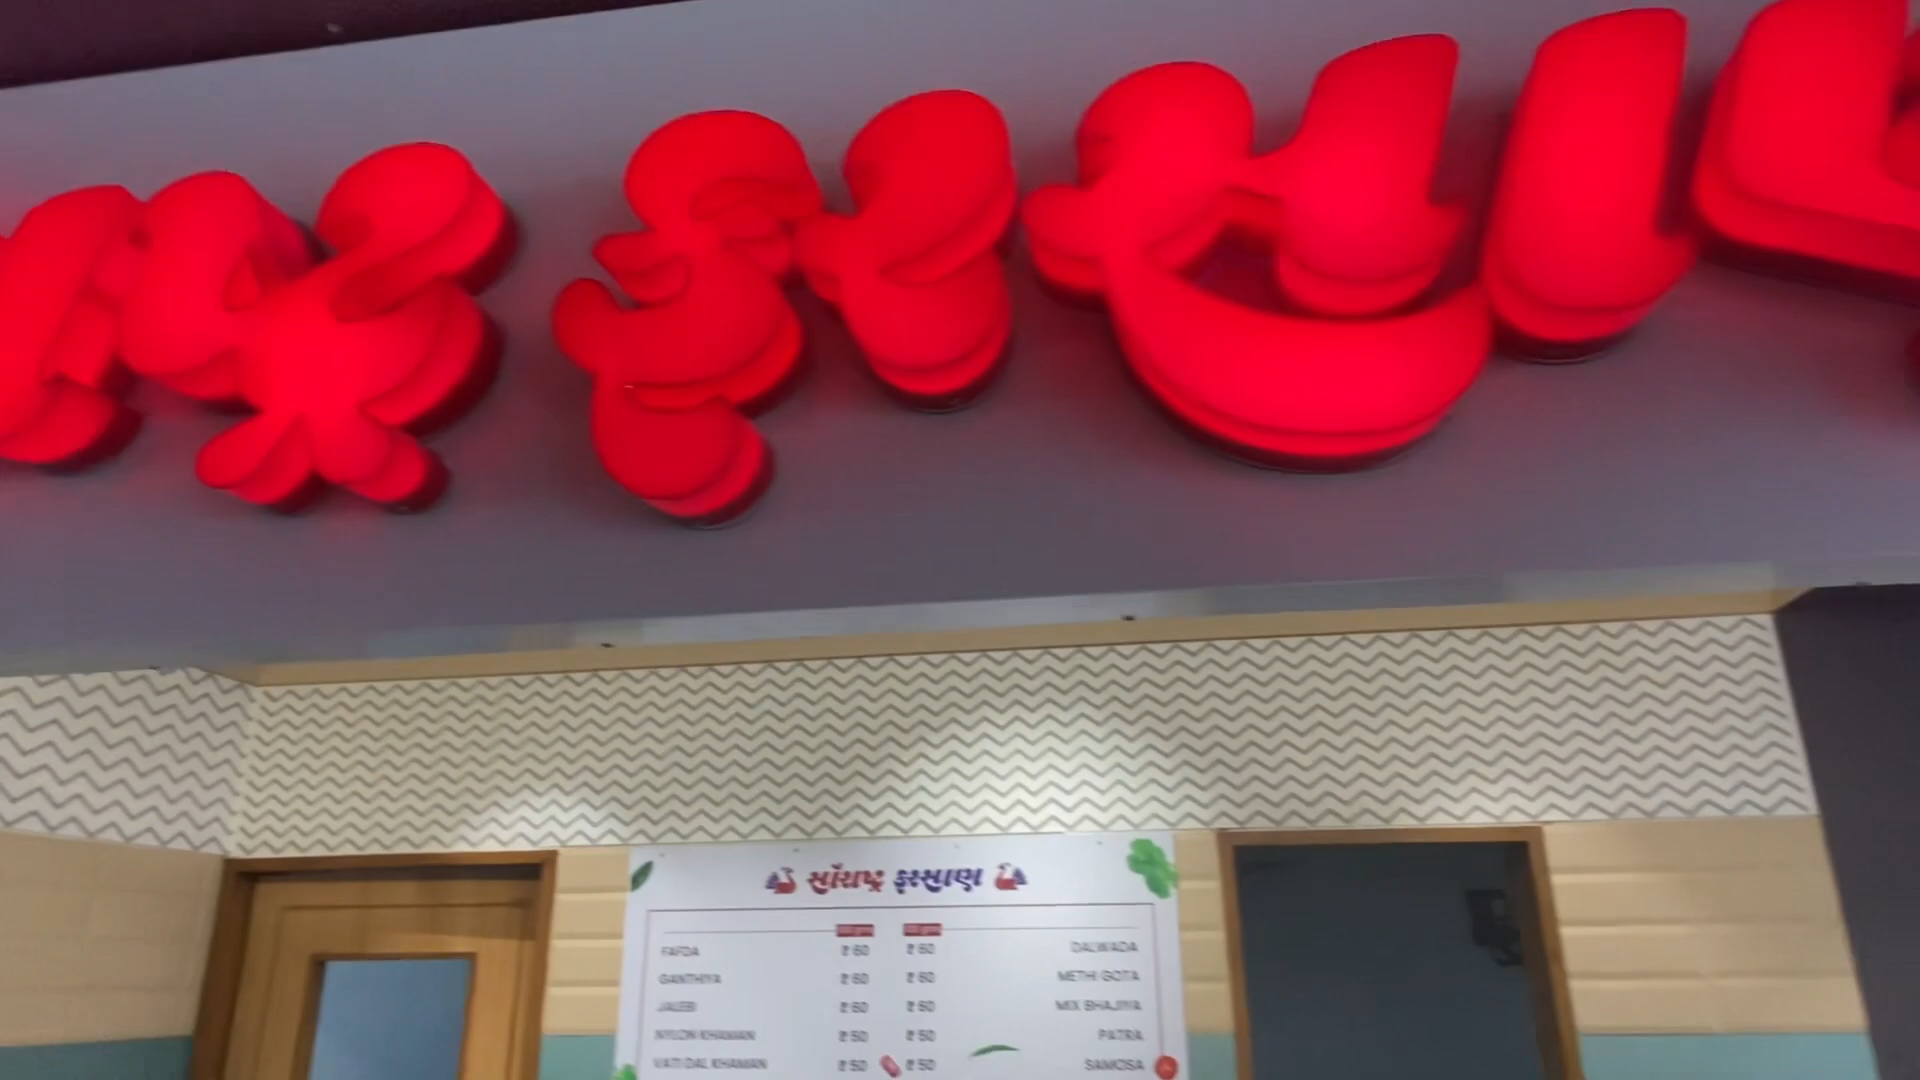 ષ્ટ્ર ફરસાણ
સૌરાષ્ટ્ર ફરસાણ
FAFDA ₹ 60 ₹ 60 DALWADA
GANTHIYA ₹ 60 ₹ 60 METHI GOTA
JALEBI ₹ 60 ₹ 60 MIX BHAJIYA
NYLON KHAMAN ₹ 50 ₹ 50 PATRA
VATI DAL KHAMAN ₹ 50 ₹ 50 SAMOSA